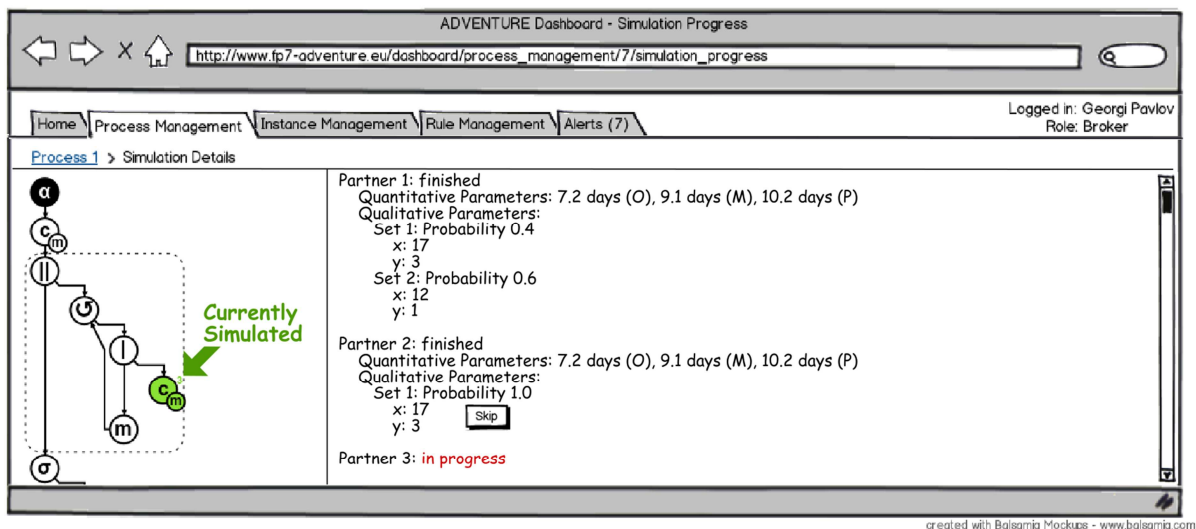 ADVENTURE Dashboard - Simulation Progress
X
http://www.fp7-adventure.eu/dashboard/process_management/7/simulation_progress
Logged in: Georgi Pavlov
Role: Broker
Home Process Management Instance Management Rule Management Alerts (7)
Process 1 > Simulation Details
α
c
m
||
|
c
m
m
σ
Currently
Simulated
Partner 1: finished
Quantitative Parameters: 7.2 days (O), 9.1 days (M), 10.2 days (P)
Qualitative Parameters:
Set 1: Probability 0.4
x: 17
y: 3
Set 2: Probability 0.6
x: 12
y: 1
Partner 2: finished
Quantitative Parameters: 7.2 days (O), 9.1 days (M), 10.2 days (P)
Qualitative Parameters:
Set 1: Probability 1.0
x: 17
y: 3
Skip
Partner 3: in progress
created with Balsamiq Mockups - www.balsamiq.com